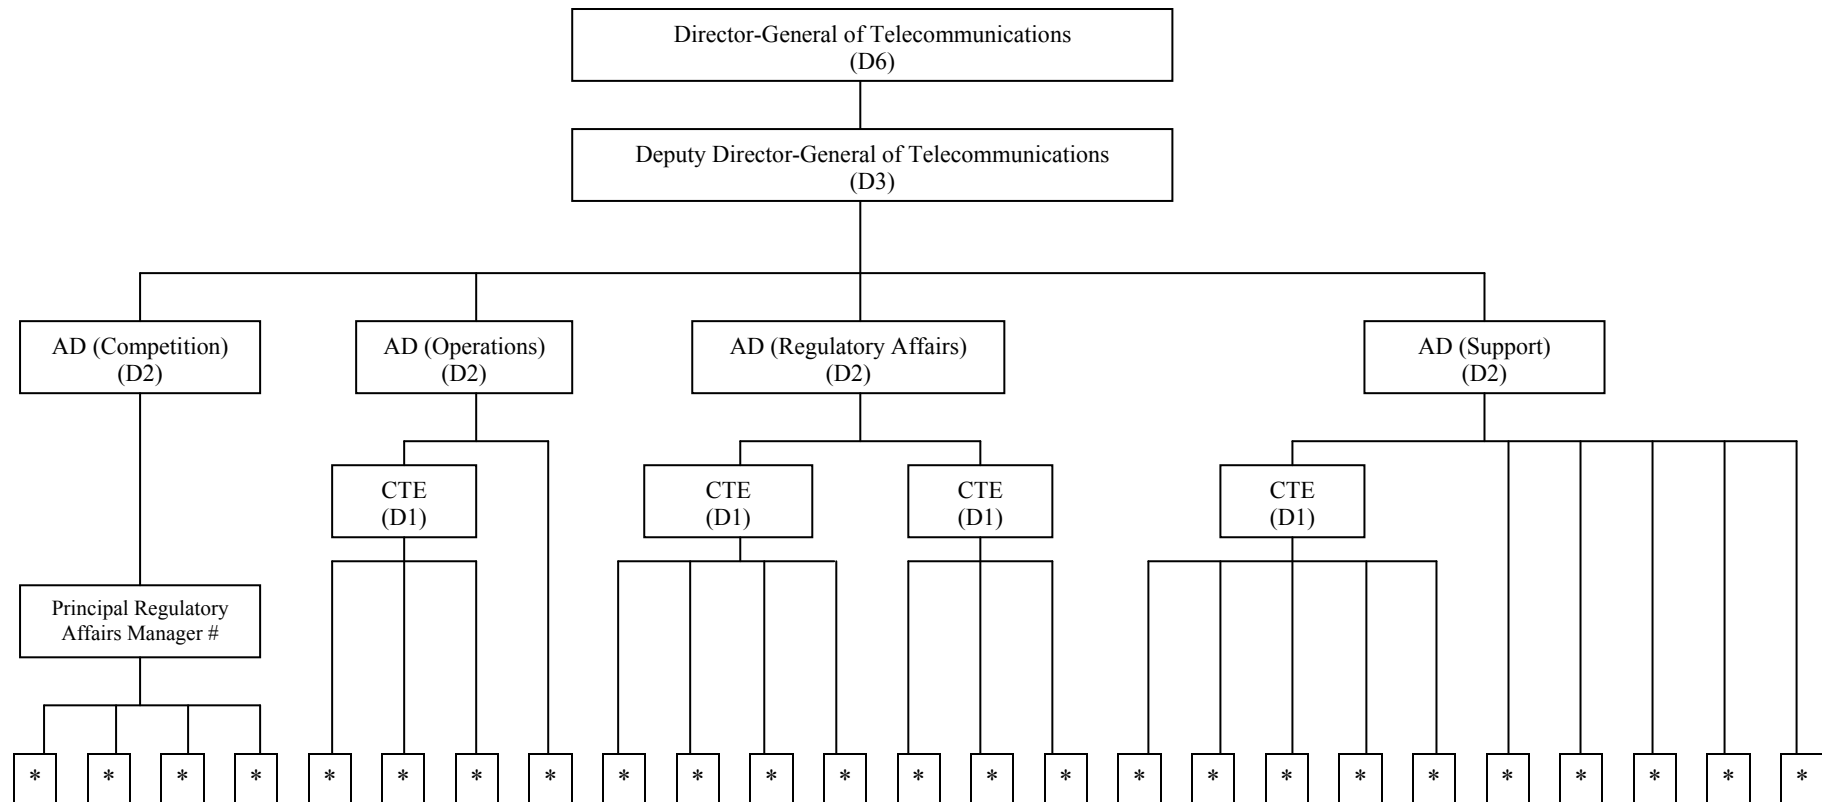 Director-General of Telecommunications
(D6)
Deputy Director-General of Telecommunications
(D3)
AD (Competition)
(D2)
AD (Operations)
(D2)
AD (Regulatory Affairs)
(D2)
AD (Support)
(D2)
CTE
(D1)
CTE
(D1)
CTE
(D1)
CTE
(D1)
Principal Regulatory
Affairs Manager #
* * * * * * * * * * * * * * * * * * * * * * * * *